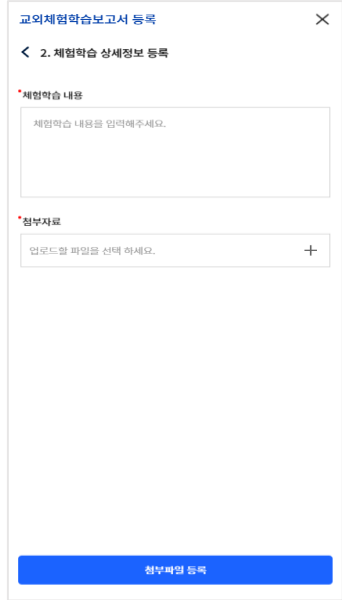 교외체험학습보고서 등록
2. 체험학습 상세정보 등록
*체험학습 내용
체험학습 내용을 입력해주세요.
*첨부자료
업로드할 파일을 선택 하세요.
첨부파일 등록